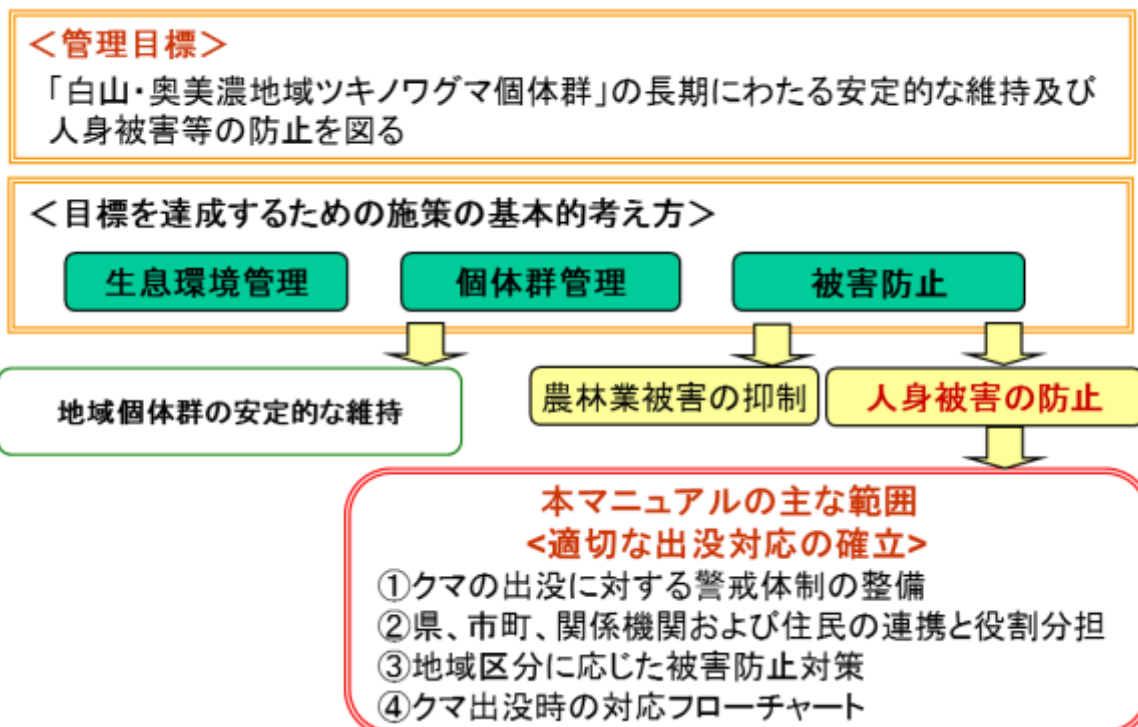 ＜管理目標＞
「白山・奥美濃地域ツキノワグマ個体群」の長期にわたる安定的な維持及び
人身被害等の防止を図る
＜目標を達成するための施策の基本的考え方＞
生息環境管理
個体群管理
被害防止
地域個体群の安定的な維持
農林業被害の抑制
人身被害の防止
本マニュアルの主な範囲
<適切な出没対応の確立>
①クマの出没に対する警戒体制の整備
②県、市町、関係機関および住民の連携と役割分担
③地域区分に応じた被害防止対策
④クマ出没時の対応フローチャート